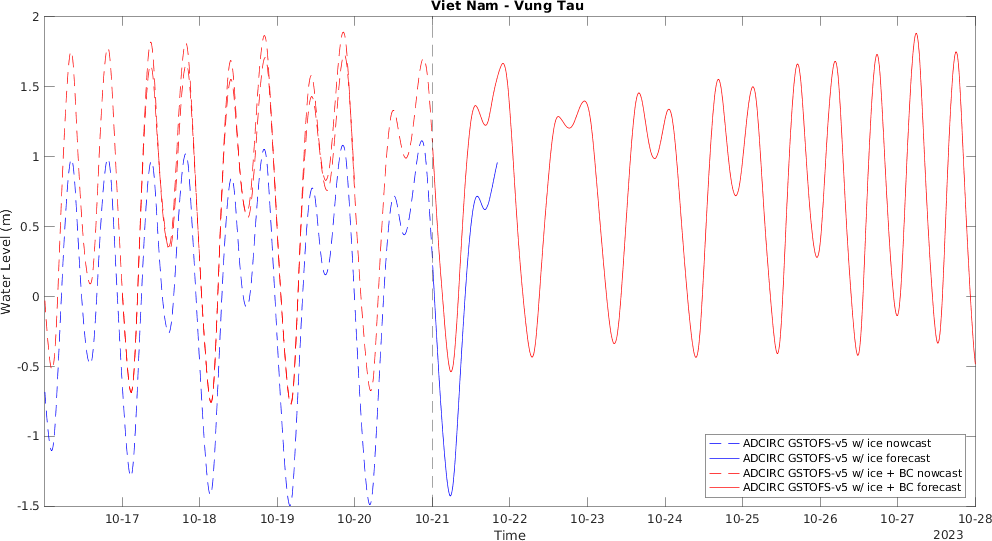 Viet Nam - Vung Tau
2
1.5
1
0.5
0
-0.5
-1
-1.5
Water Level (m)
ADCIRC GSTOFS-v5 w/ ice nowcast
ADCIRC GSTOFS-v5 w/ ice forecast
ADCIRC GSTOFS-v5 w/ ice + BC nowcast
ADCIRC GSTOFS-v5 w/ ice + BC forecast
10-17 10-18 10-19 10-20 10-21 10-22 10-23 10-24 10-25 10-26 10-27 10-28
Time
2023